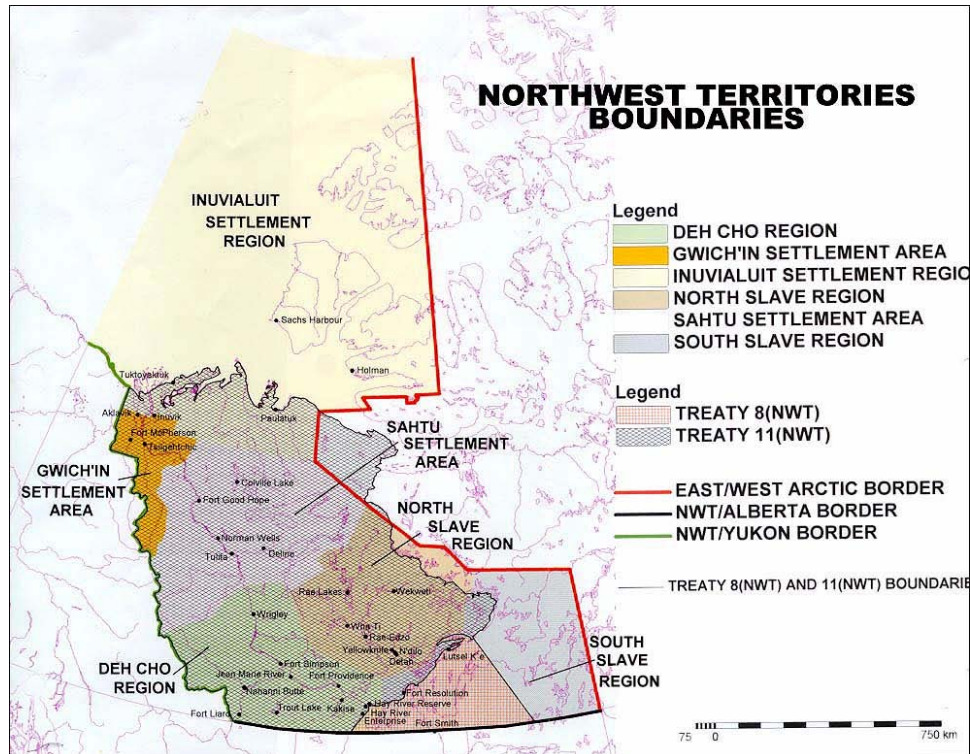 NORTHWEST TERRITORIES
BOUNDARIES
INUVIALUIT
SETTLEMENT
REGION
Legend
DEH CHO REGION
GWICH'IN SETTLEMENT AREA
INUVIALUIT SETTLEMENT REGIO
NORTH SLAVE REGION
SAHTU SETTLEMENT AREA
SOUTH SLAVE REGION
Sachs Harbour
Holman
Tuktoyaktuk
Legend
TREATY 8(NWT)
TREATY 11(NWT)
Aklavik
Inuvik
Paulatuk
Fort McPherson
Tsiigehtchic
SAHTU
SETTLEMENT
AREA
GWICH'IN
SETTLEMENT
AREA
Colville Lake
Fort Good Hope
EAST/WEST ARCTIC BORDER
NWT/ALBERTA BORDER
NWT/YUKON BORDER
NORTH
SLAVE
REGION
Norman Wells
Tulita
Deline
TREATY 8(NWT) AND 11(NWT) BOUNDARIE
Rae Lakes
Wekweti
Wrigley
Wha Ti
Rae Edzo
Yellowknife
N'dilo
Detah
Lutsel K'e
SOUTH
SLAVE
REGION
DEH CHO
REGION
Fort Simpson
Jean Marie River
Fort Providence
Nahanni Butte
Fort Resolution
Fort Liard
Trout Lake
Kakisa
Hay River Reserve
Hay River
Enterprise
Fort Smith
75 0 750 km